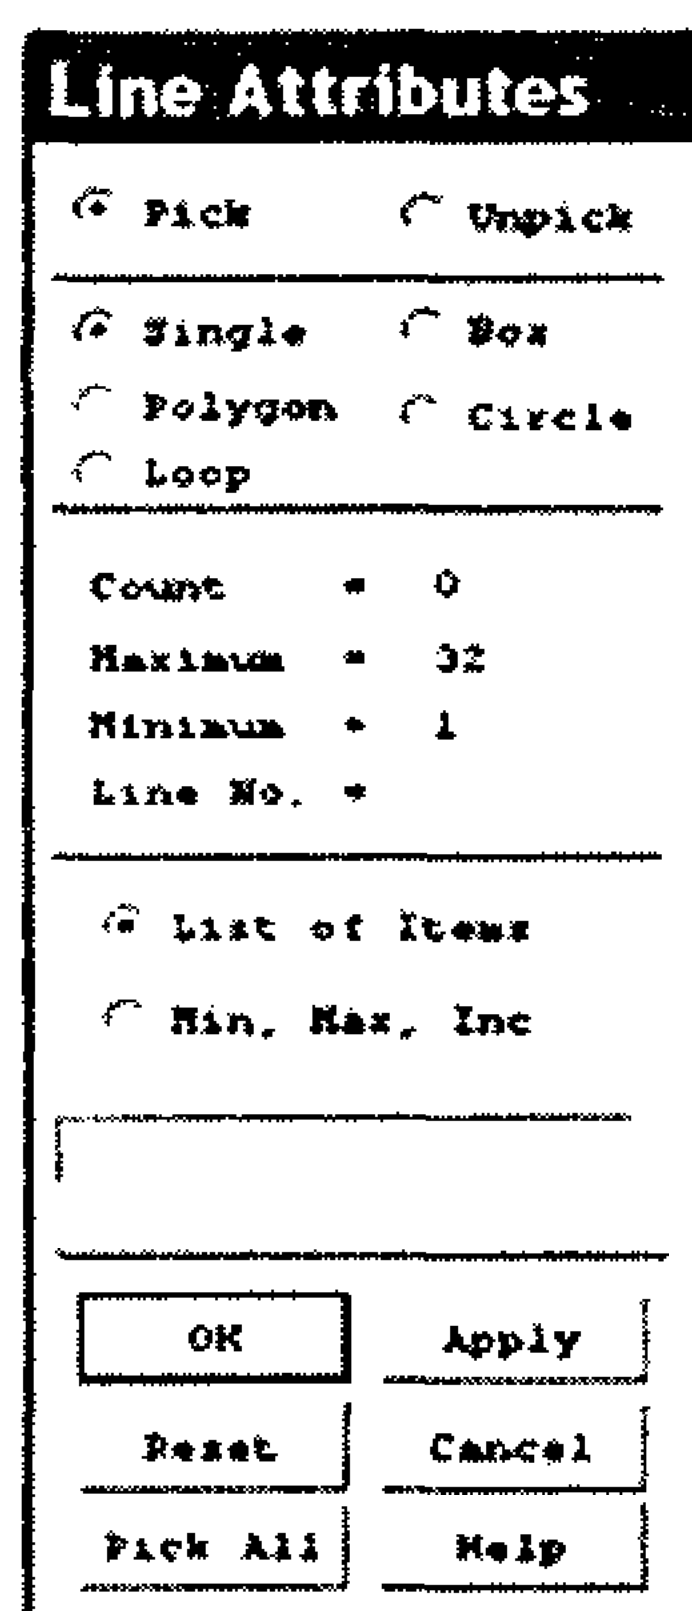 Line Attributes
Pick Unpick
Single Box
Polygon Circle
Loop
Count = 0
Maximum = 32
Minimum = 1
Line No. =
List of Items
Min, Max, Inc
OK Apply
Reset Cancel
Pick All Help